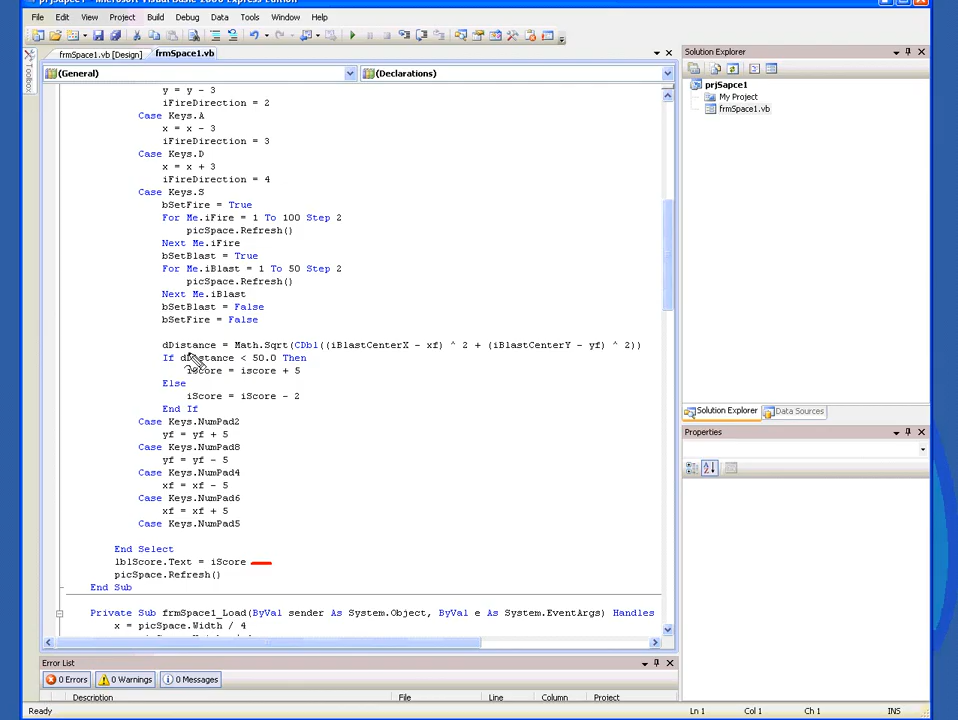 File Edit View Project Build Debug Data Tools Window Help
frmSpace1.vb [Design] frmSpace1.vb
Toolbox
(General) (Declarations)
y = y - 3
iFireDirection = 2
Case Keys.A
x = x - 3
iFireDirection = 3
Case Keys.D
x = x + 3
iFireDirection = 4
Case Keys.S
bSetFire = True
For Me.iFire = 1 To 100 Step 2
picSpace.Refresh()
Next Me.iFire
bSetBlast = True
For Me.iBlast = 1 To 50 Step 2
picSpace.Refresh()
Next Me.iBlast
bSetBlast = False
bSetFire = False
dDistance = Math.Sqrt(CDbl((iBlastCenterX - xf) ^ 2 + (iBlastCenterY - yf) ^ 2))
If dDistance < 50.0 Then
iScore = iscore + 5
Else
iScore = iScore - 2
End If
Case Keys.NumPad2
yf = yf + 5
Case Keys.NumPad8
yf = yf - 5
Case Keys.NumPad4
xf = xf - 5
Case Keys.NumPad6
xf = xf + 5
Case Keys.NumPad5
End Select
lblScore.Text = iScore
picSpace.Refresh()
End Sub
Private Sub frmSpace1_Load(ByVal sender As System.Object, ByVal e As System.EventArgs) Handles
x = picSpace.Width / 4
Solution Explorer
prjSapce1
My Project
frmSpace1.vb
Solution Explorer Data Sources
Properties
Error List
0 Errors 0 Warnings 0 Messages
Description File Line Column Project
Ready Ln 1 Col 1 Ch 1 INS